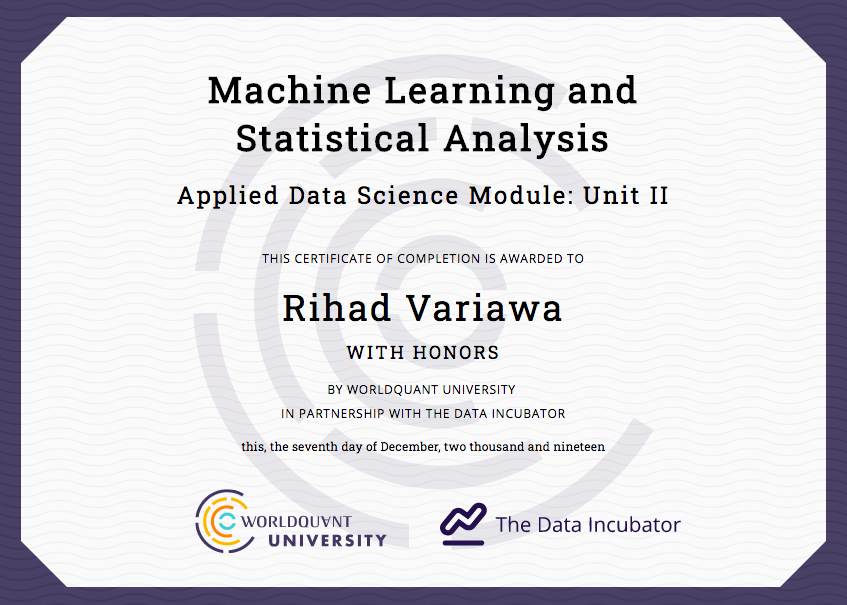 Machine Learning and
Statistical Analysis
Applied Data Science Module: Unit II
THIS CERTIFICATE OF COMPLETION IS AWARDED TO
Rihad Variawa
WITH HONORS
BY WORLDQUANT UNIVERSITY
IN PARTNERSHIP WITH THE DATA INCUBATOR
this, the seventh day of December, two thousand and nineteen
WORLDQUANT
UNIVERSITY
The Data Incubator